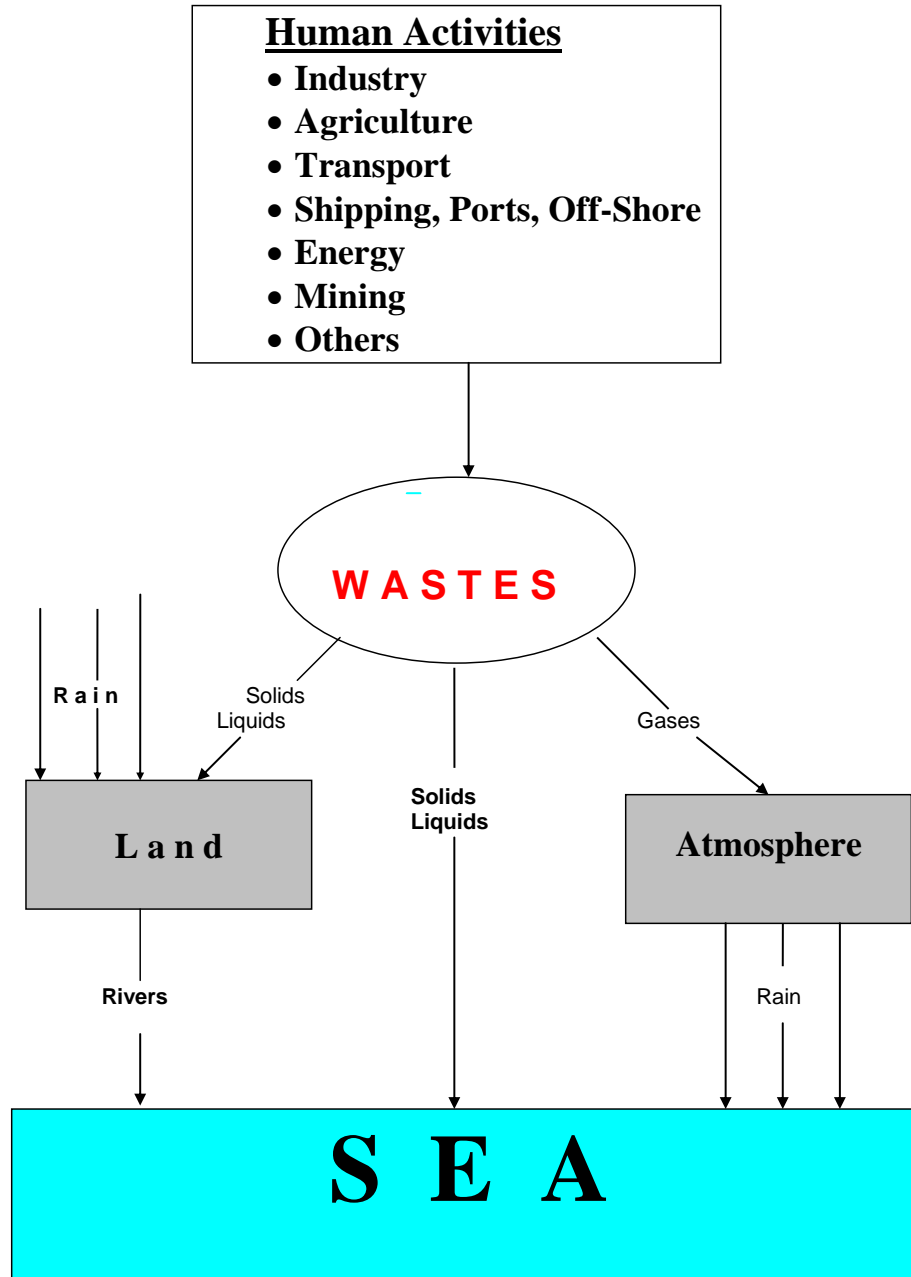 Human Activities
• Industry
• Agriculture
• Transport
• Shipping, Ports, Off-Shore
• Energy
• Mining
• Others
W A S T E S
R a i n
Solids
Liquids
Gases
Solids
Liquids
L a n d
Atmosphere
Rivers
Rain
S E A